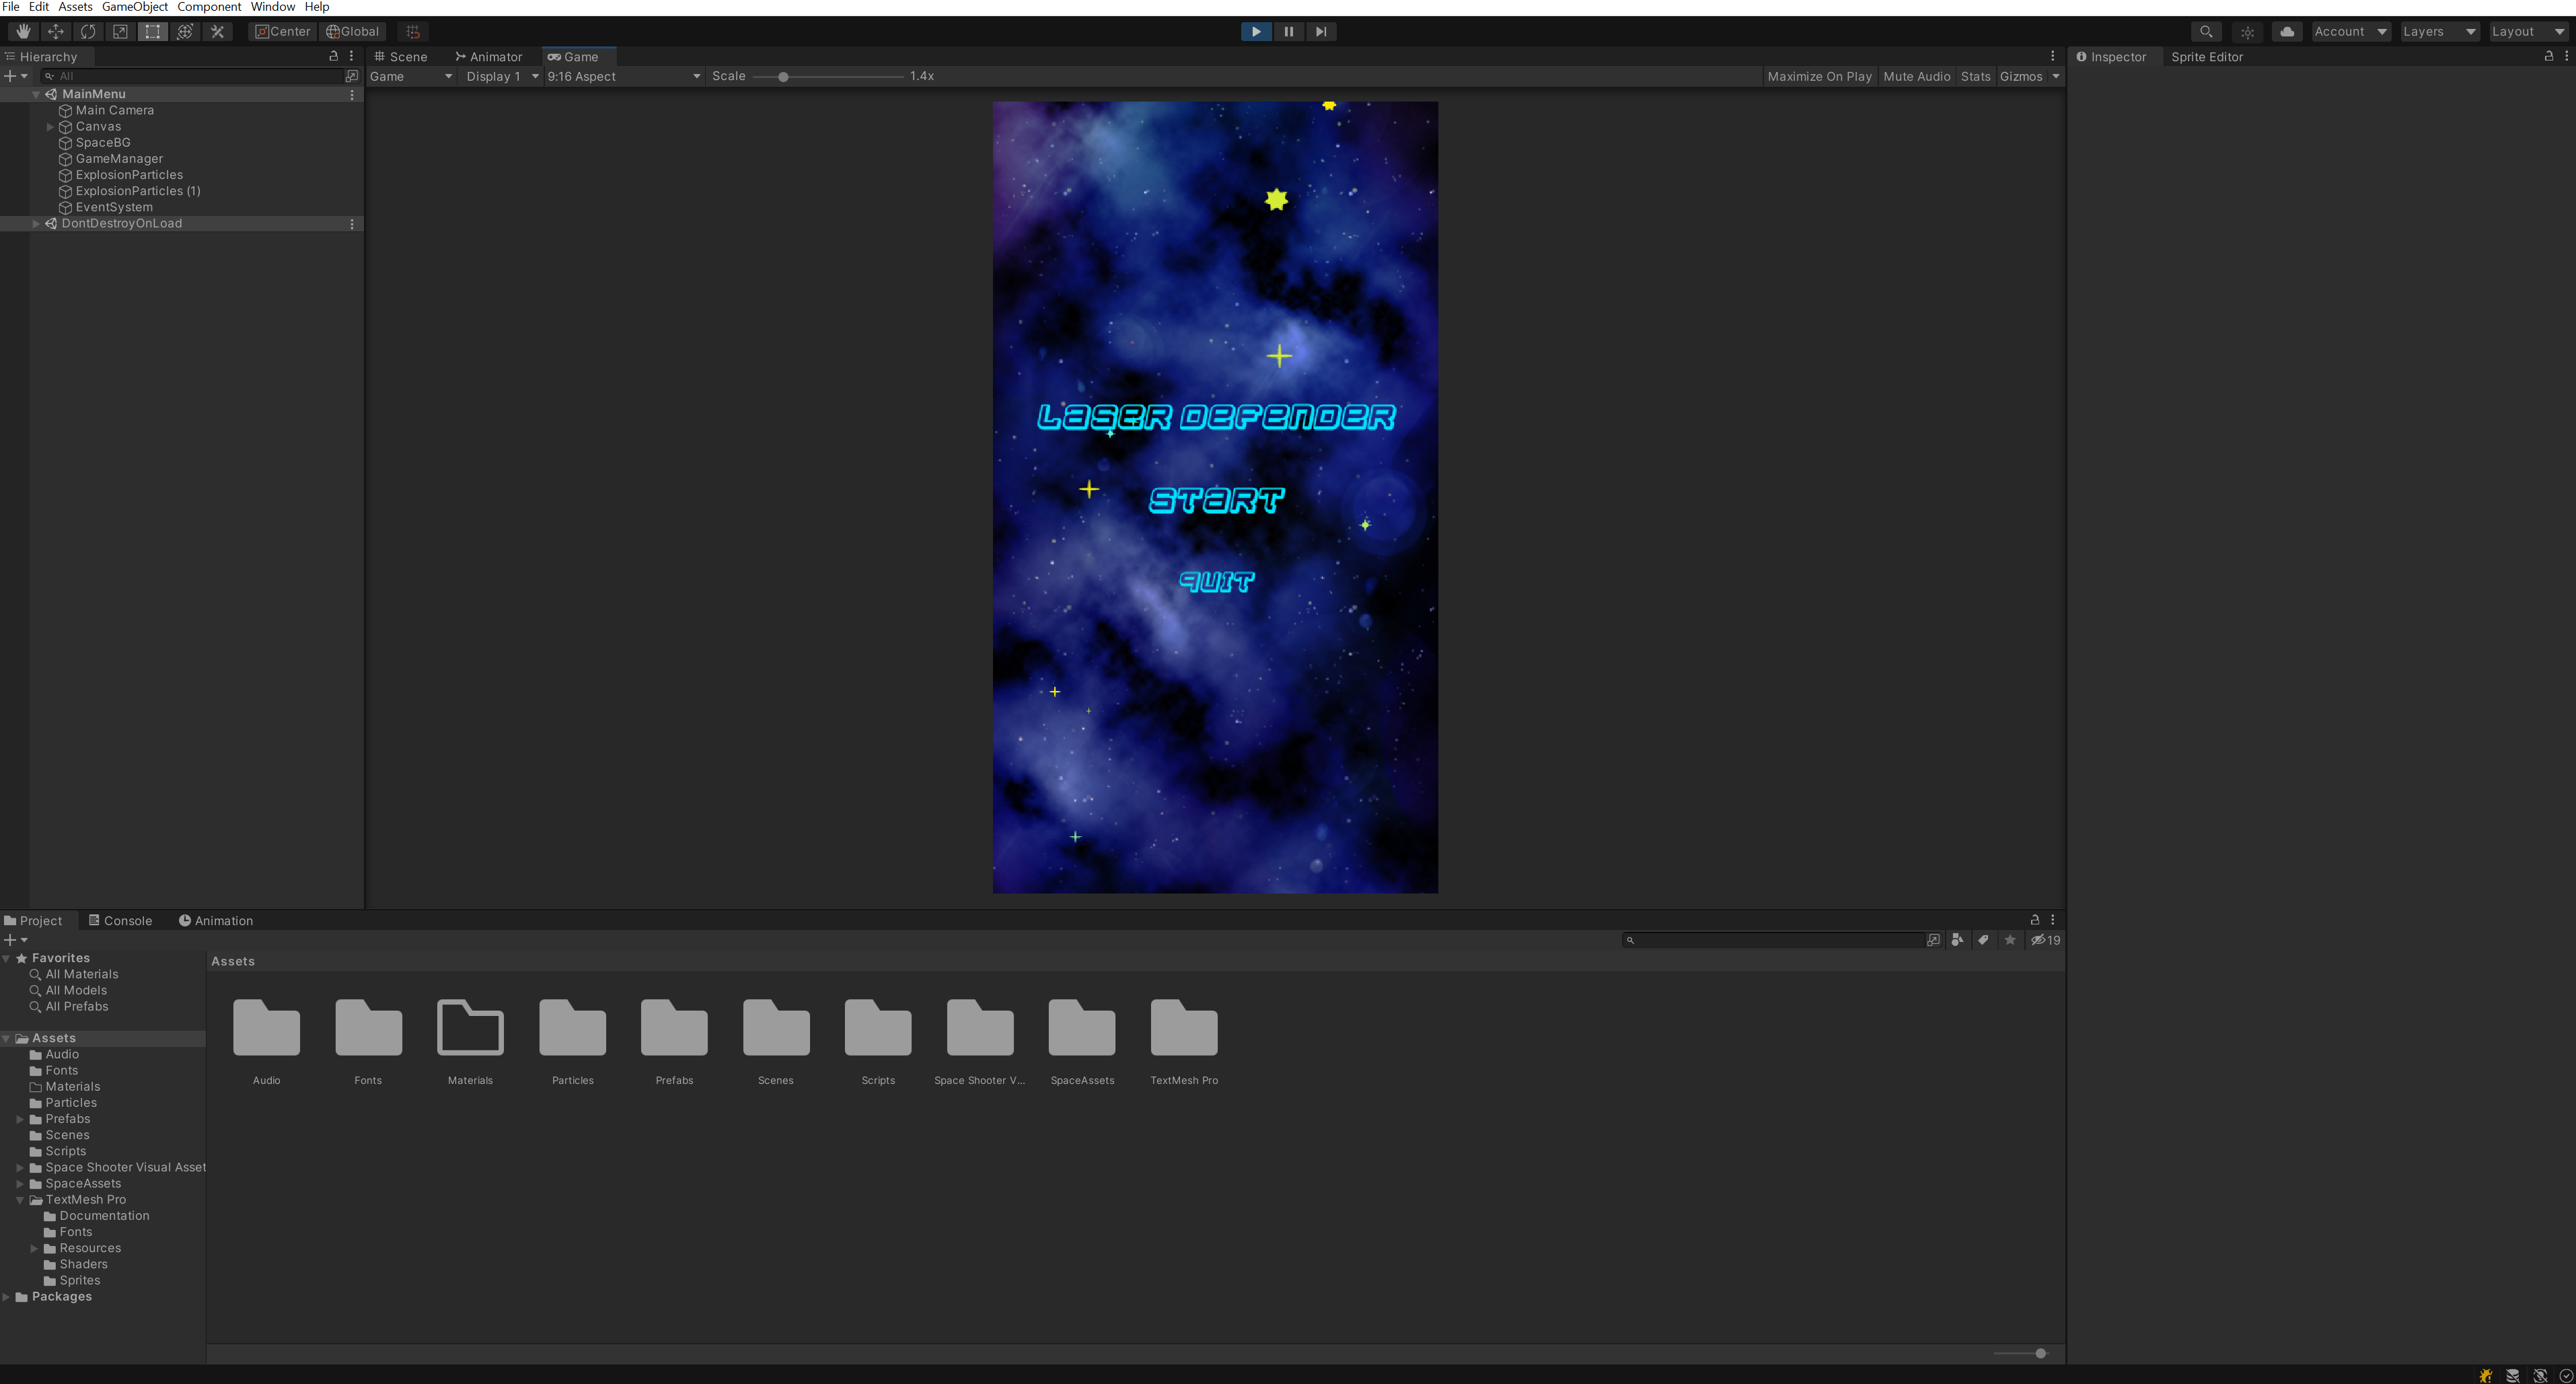 File Edit Assets GameObject Component Window Help
Center Global Account Layers Layout
Hierarchy
All
MainMenu
Main Camera
Canvas
SpaceBG
GameManager
ExplosionParticles
ExplosionParticles (1)
EventSystem
DontDestroyOnLoad
Scene Animator Game
Game Display 1 9:16 Aspect Scale 1.4x Maximize On Play Mute Audio Stats Gizmos
LASER DEFENDER
START
QUIT
Inspector Sprite Editor
Project Console Animation
19
Favorites
All Materials
All Models
All Prefabs
Assets
Audio
Fonts
Materials
Particles
Prefabs
Scenes
Scripts
Space Shooter Visual Asset
SpaceAssets
TextMesh Pro
Documentation
Fonts
Resources
Shaders
Sprites
Packages
Assets
Audio Fonts Materials Particles Prefabs Scenes Scripts Space Shooter V... SpaceAssets TextMesh Pro